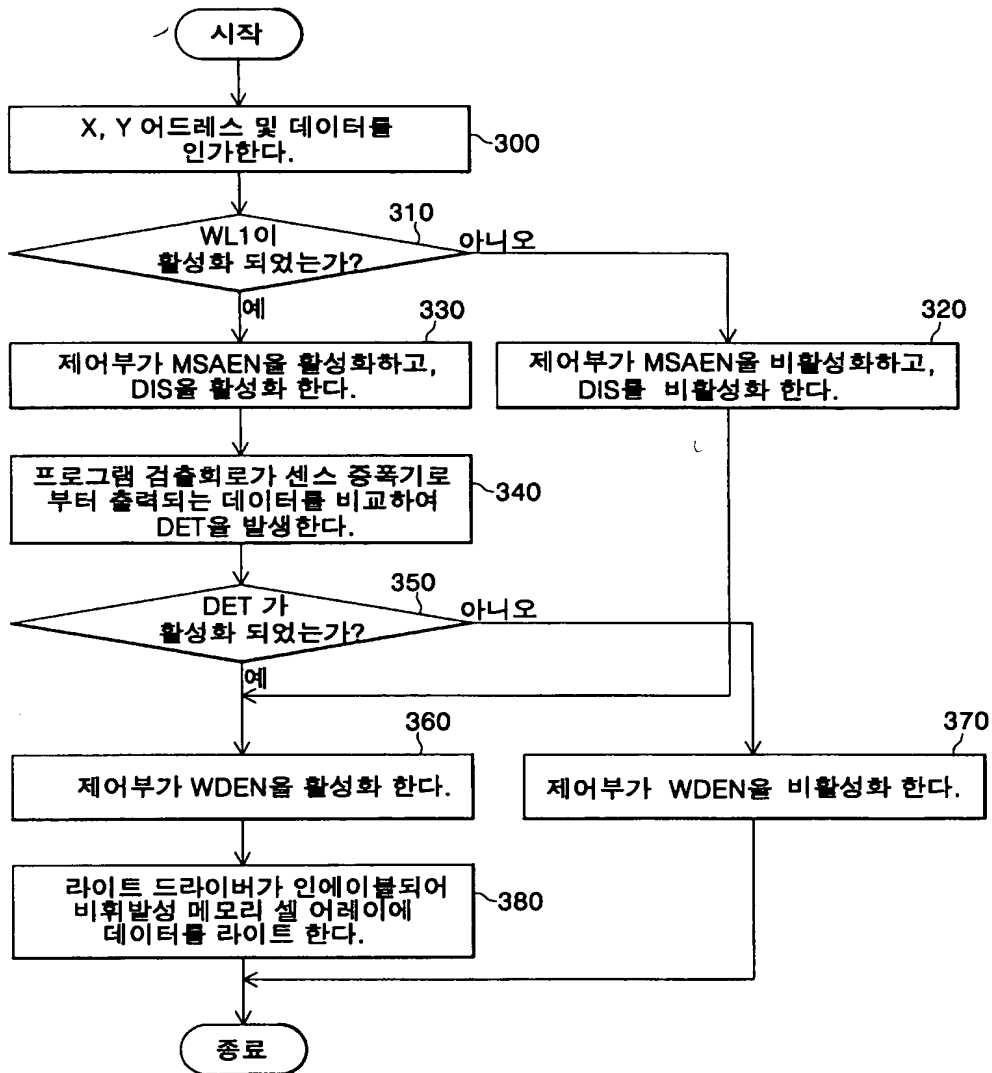 시작
X, Y 어드레스 및 데이터를
인가한다.
300
310
WL1이
활성화 되었는가?
아니오
예
330
제어부가 MSAEN을 활성화하고,
DIS을 활성화 한다.
320
제어부가 MSAEN을 비활성화하고,
DIS를 비활성화 한다.
프로그램 검출회로가 센스 증폭기로
부터 출력되는 데이터를 비교하여
DET을 발생한다.
340
350
DET 가
활성화 되었는가?
아니오
예
360
제어부가 WDEN을 활성화 한다.
370
제어부가 WDEN을 비활성화 한다.
라이트 드라이버가 인에이블되어
비휘발성 메모리 셀 어레이에
데이터를 라이트 한다.
380
종료